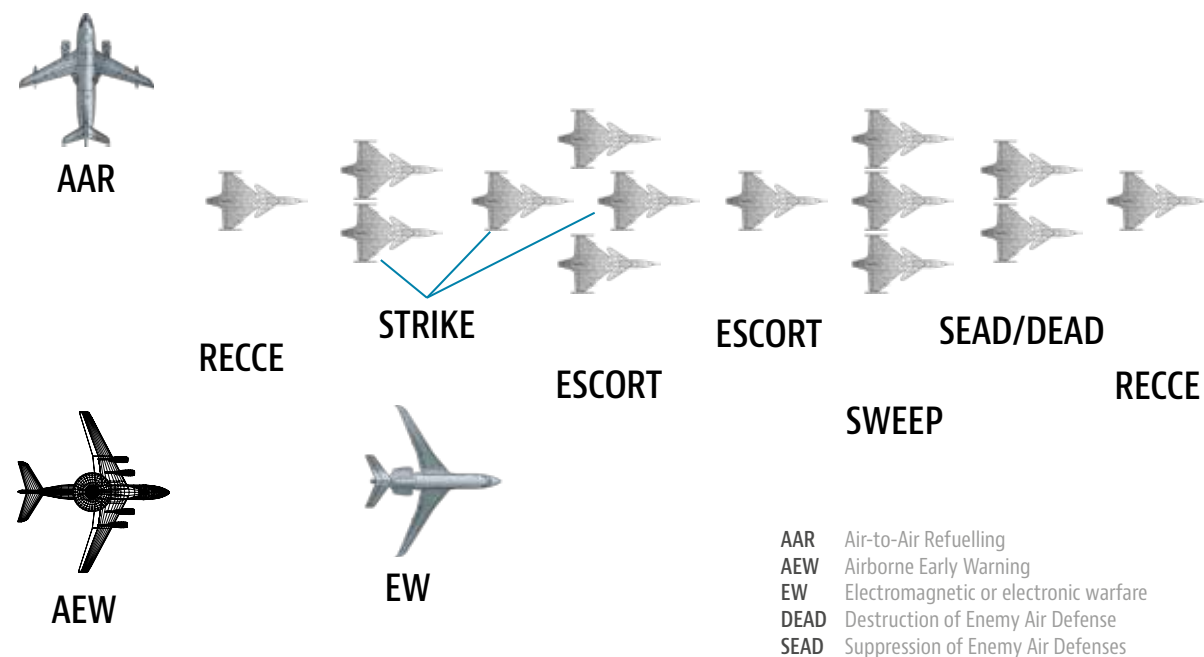 AAR
STRIKE
RECCE
ESCORT
ESCORT
SEAD/DEAD
SWEEP
RECCE
AEW
EW
AAR Air-to-Air Refuelling
AEW Airborne Early Warning
EW Electromagnetic or electronic warfare
DEAD Destruction of Enemy Air Defense
SEAD Suppression of Enemy Air Defenses